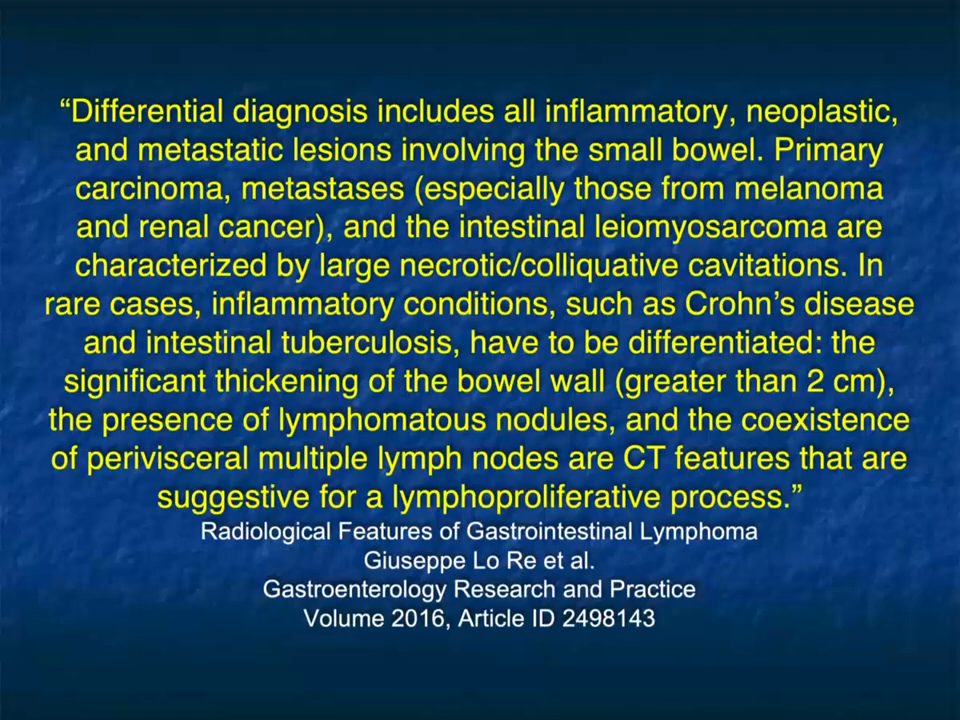 “Differential diagnosis includes all inflammatory, neoplastic,
and metastatic lesions involving the small bowel. Primary
carcinoma, metastases (especially those from melanoma
and renal cancer), and the intestinal leiomyosarcoma are
characterized by large necrotic/colliquative cavitations. In
rare cases, inflammatory conditions, such as Crohn’s disease
and intestinal tuberculosis, have to be differentiated: the
significant thickening of the bowel wall (greater than 2 cm),
the presence of lymphomatous nodules, and the coexistence
of perivisceral multiple lymph nodes are CT features that are
suggestive for a lymphoproliferative process.”
Radiological Features of Gastrointestinal Lymphoma
Giuseppe Lo Re et al.
Gastroenterology Research and Practice
Volume 2016, Article ID 2498143